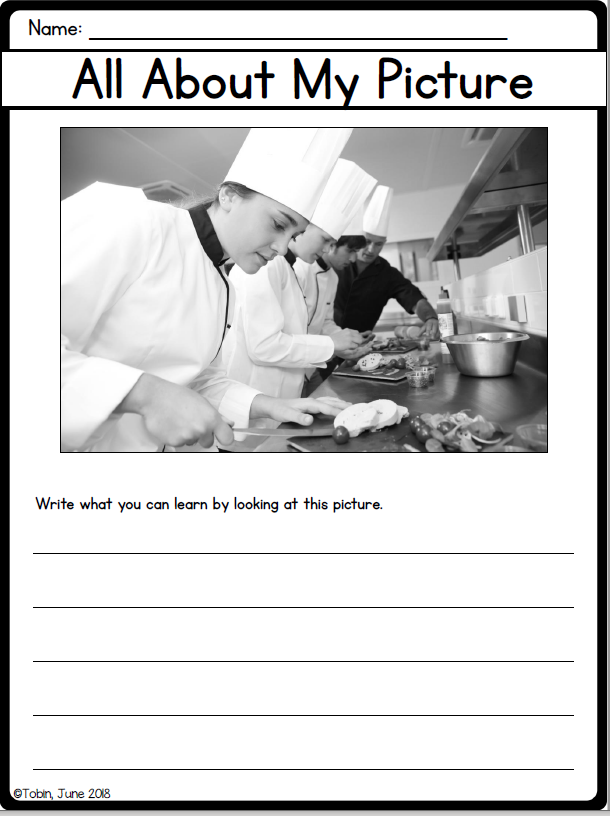 Name:
All About My Picture
Write what you can learn by looking at this picture.
©Tobin, June 2018